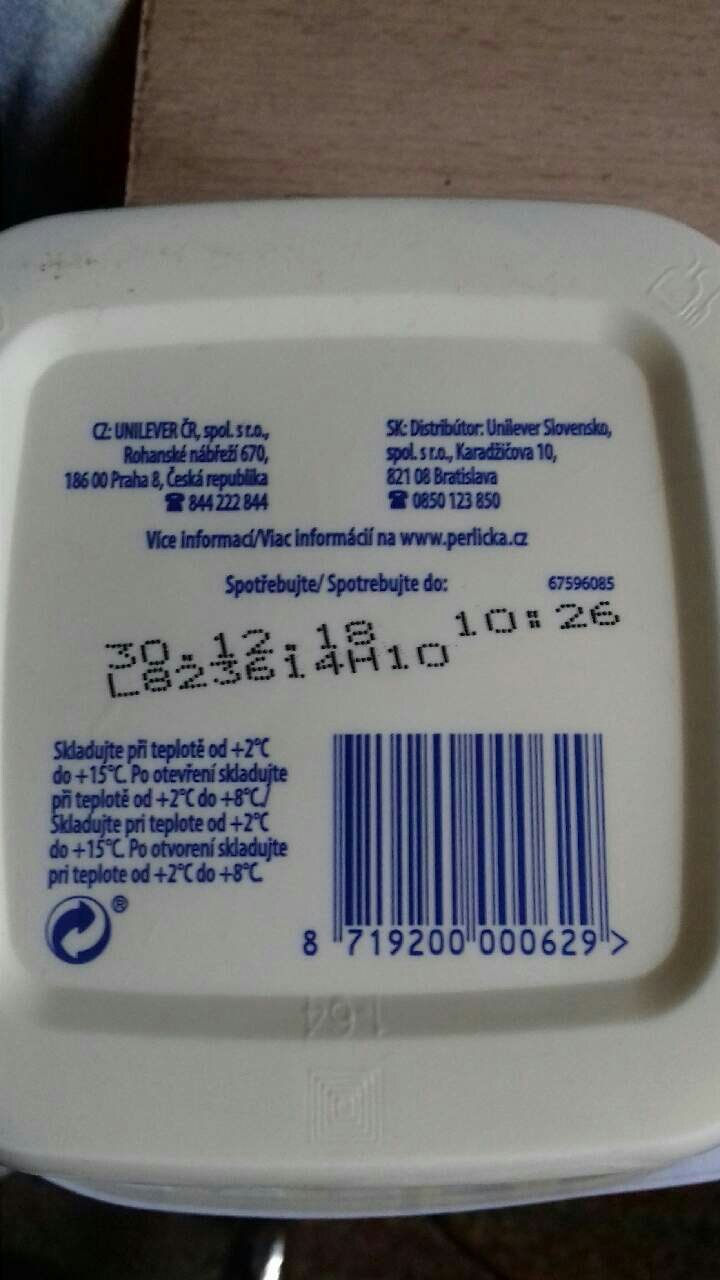 CZ: UNILEVER ČR, spol. s r.o.,
Rohanské nábřeží 670,
186 00 Praha 8, Česká republika
☎ 844 222 844
SK: Distribútor: Unilever Slovensko,
spol. s r.o., Karadžičova 10,
821 08 Bratislava
☎ 0850 123 850
Více informací/Viac informácií na www.perlicka.cz
Spotřebujte/ Spotrebujte do:
67596085
30.12.18 10:26
L823614H10
Skladujte při teplotě od +2°C
do +15°C. Po otevření skladujte
při teplotě od +2°C do +8°C/
Skladujte pri teplote od +2°C
do +15°C. Po otvorení skladujte
pri teplote od +2°C do +8°C.
®
8 719200 000629 >
164